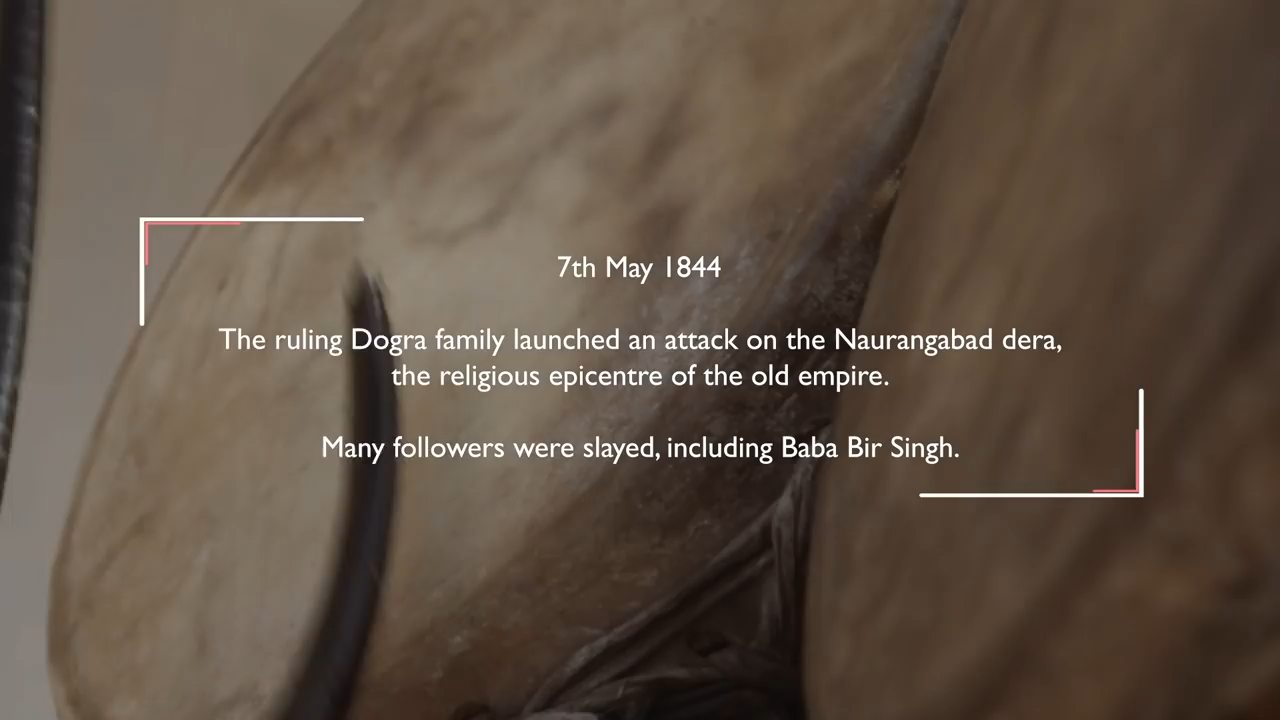 7th May 1844
The ruling Dogra family launched an attack on the Naurangabad dera,
the religious epicentre of the old empire.
Many followers were slayed, including Baba Bir Singh.